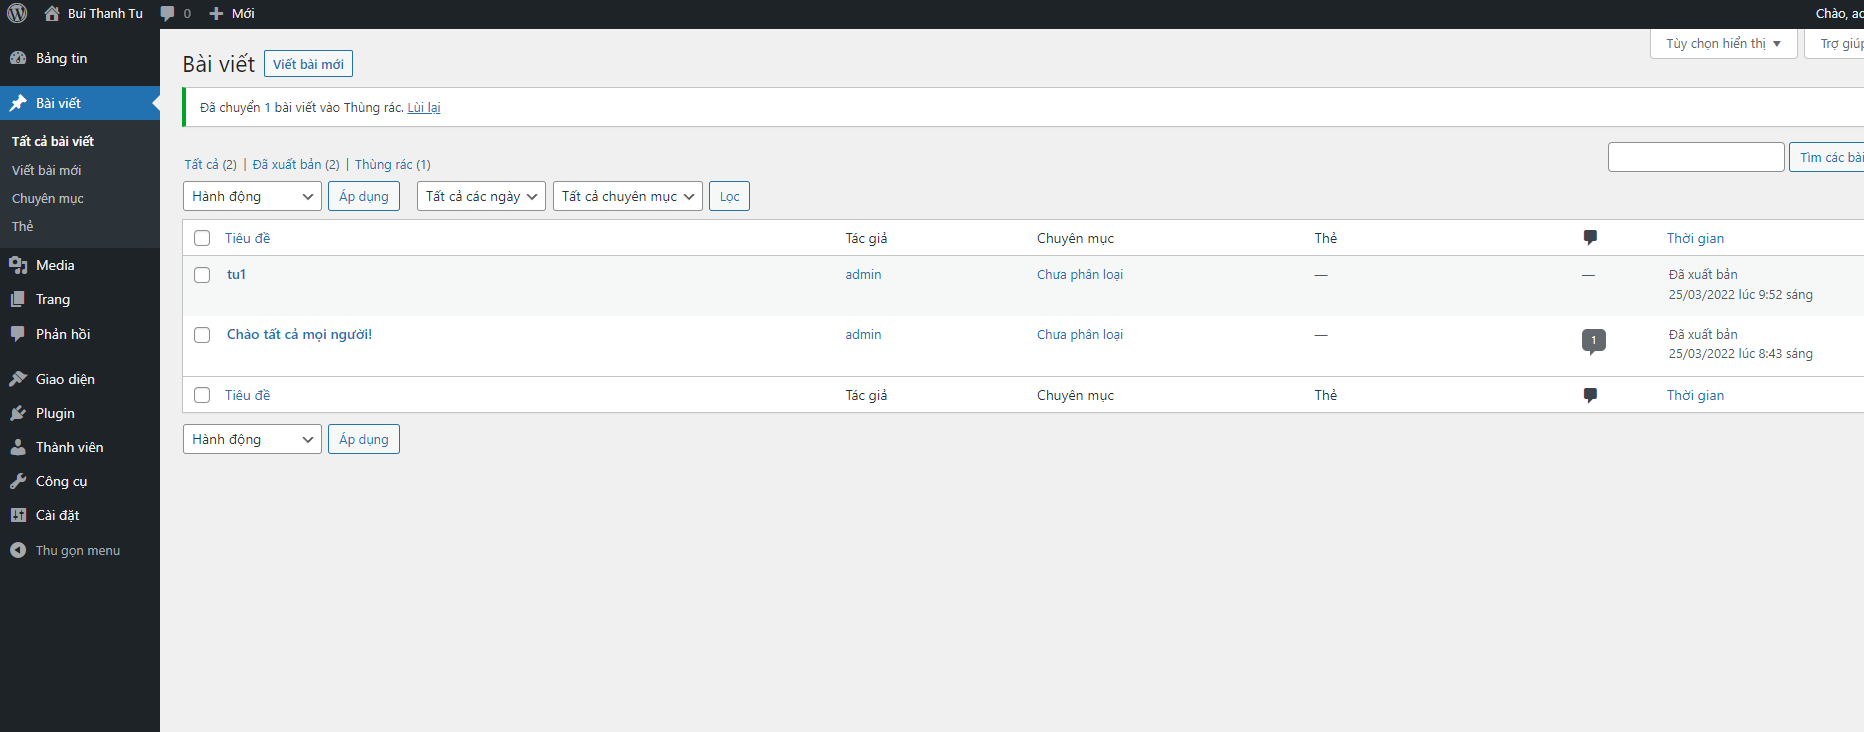 Bui Thanh Tu 0 Mới Chào, ad
Bảng tin
Bài viết
Tất cả bài viết
Viết bài mới
Chuyên mục
Thẻ
Media
Trang
Phản hồi
Giao diện
Plugin
Thành viên
Công cụ
Cài đặt
Thu gọn menu
Tùy chọn hiển thị ▼ Trợ giúp
Bài viết Viết bài mới
Đã chuyển 1 bài viết vào Thùng rác. Lùi lại
Tất cả (2) | Đã xuất bản (2) | Thùng rác (1)
Tìm các bài
Hành động Áp dụng Tất cả các ngày Tất cả chuyên mục Lọc
Tiêu đề Tác giả Chuyên mục Thẻ Thời gian
tu1 admin Chưa phân loại — — Đã xuất bản
25/03/2022 lúc 9:52 sáng
Chào tất cả mọi người! admin Chưa phân loại — 1 Đã xuất bản
25/03/2022 lúc 8:43 sáng
Tiêu đề Tác giả Chuyên mục Thẻ Thời gian
Hành động Áp dụng